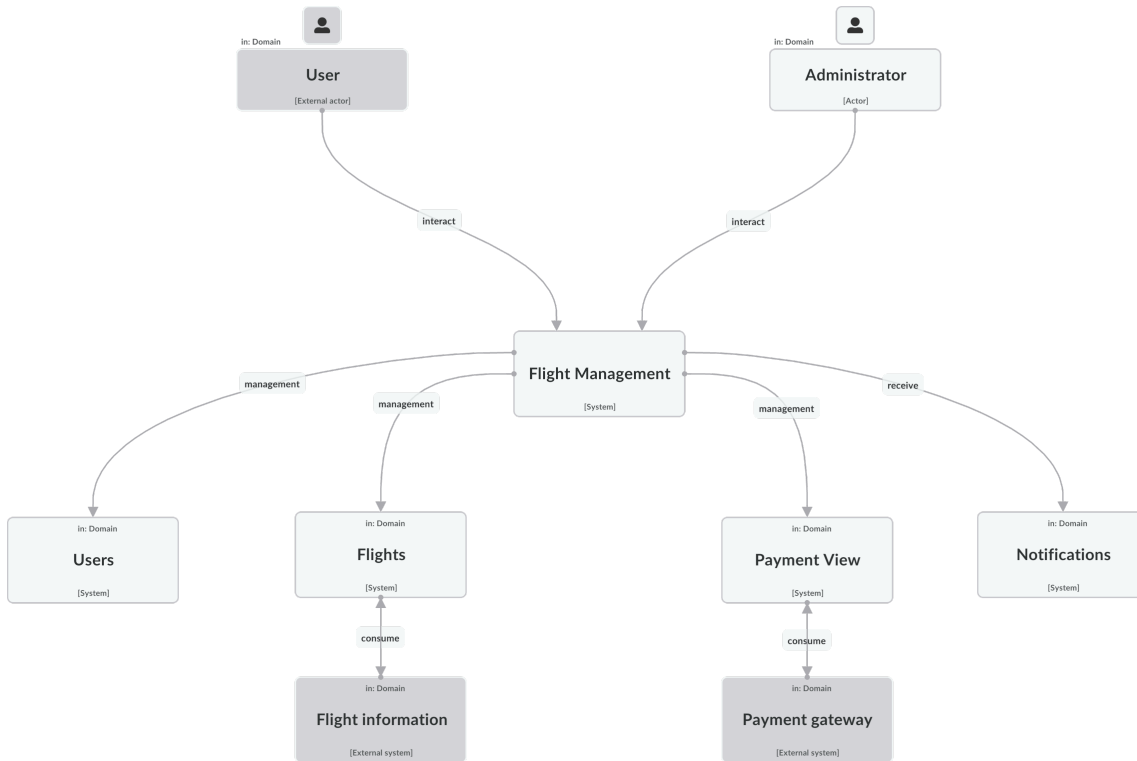 in: Domain
User
[External actor]
in: Domain
Administrator
[Actor]
interact
interact
Flight Management
[System]
management
management
management
receive
in: Domain
Users
[System]
in: Domain
Flights
[System]
in: Domain
Payment View
[System]
in: Domain
Notifications
[System]
consume
consume
in: Domain
Flight information
[External system]
in: Domain
Payment gateway
[External system]